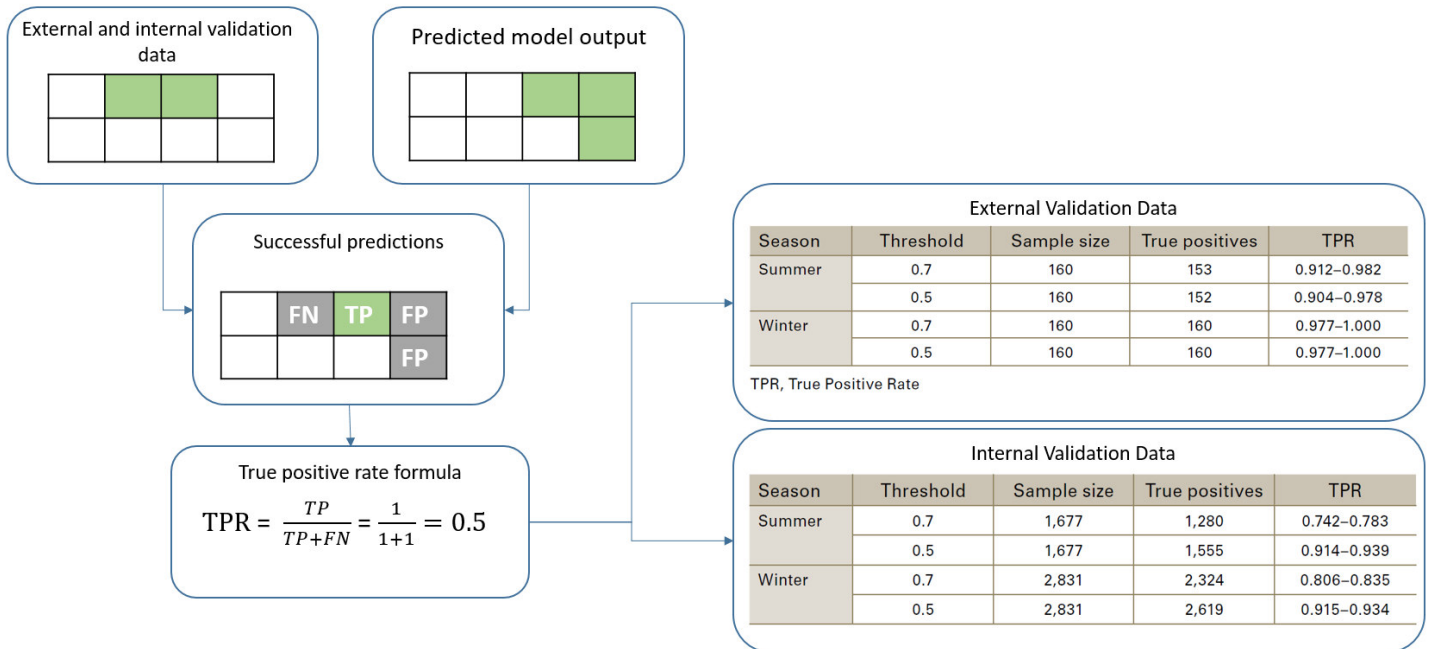 External and internal validation
data
Predicted model output
Successful predictions
FN TP FP
FP
True positive rate formula
TPR = TP/TP+FN = 1/1+1 = 0.5
External Validation Data
Season Threshold Sample size True positives TPR
Summer 0.7 160 153 0.912–0.982
0.5 160 152 0.904–0.978
Winter 0.7 160 160 0.977–1.000
0.5 160 160 0.977–1.000
TPR, True Positive Rate
Internal Validation Data
Season Threshold Sample size True positives TPR
Summer 0.7 1,677 1,280 0.742–0.783
0.5 1,677 1,555 0.914–0.939
Winter 0.7 2,831 2,324 0.806–0.835
0.5 2,831 2,619 0.915–0.934